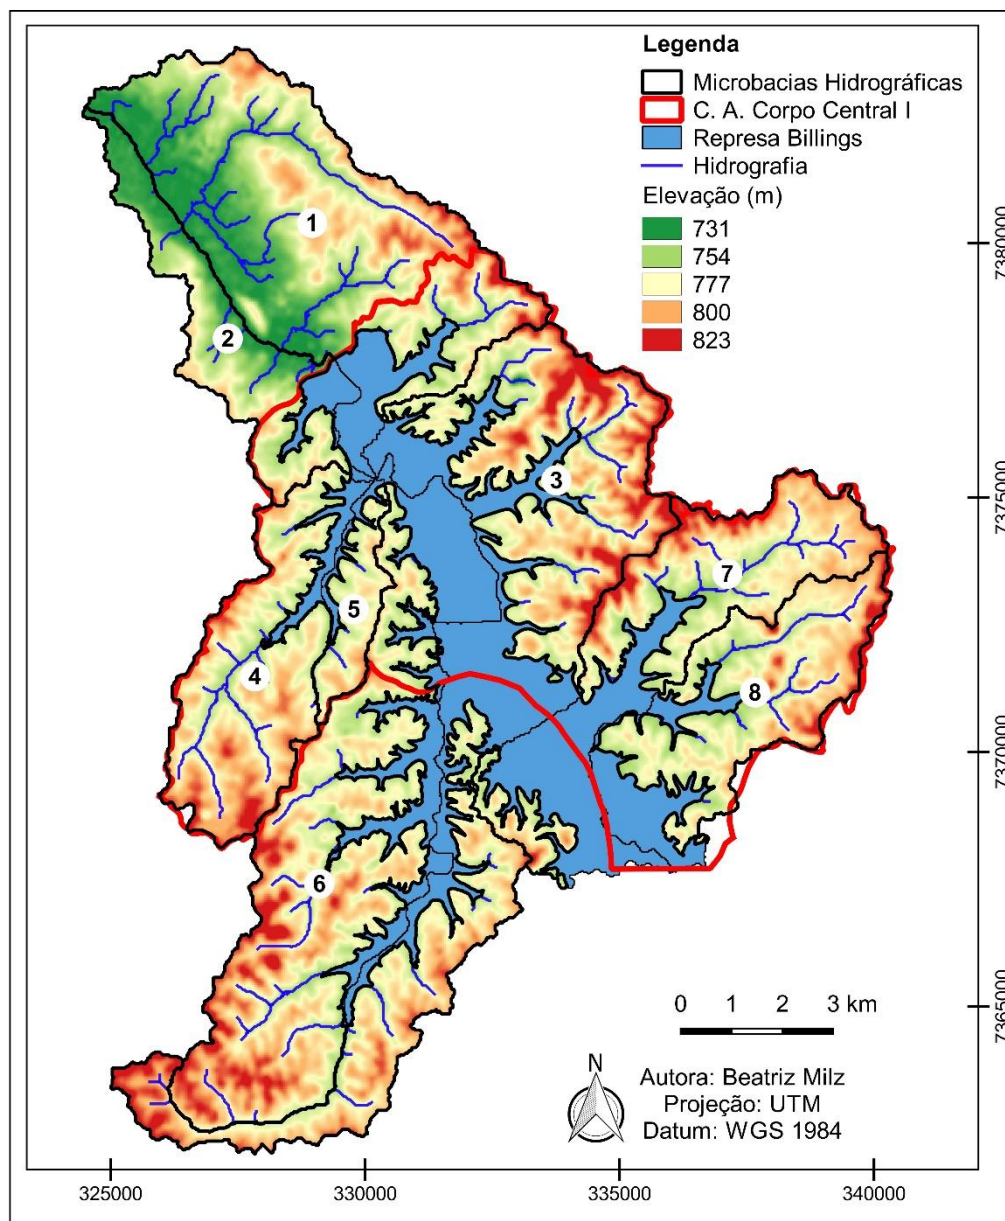 Legenda
Microbacias Hidrográficas
C. A. Corpo Central I
Represa Billings
Hidrografia
Elevação (m)
731
754
777
800
823
1
2
3
4
5
6
7
8
7380000
7375000
7370000
7365000
0 1 2 3 km
N
Autora: Beatriz Milz
Projeção: UTM
Datum: WGS 1984
325000 330000 335000 340000